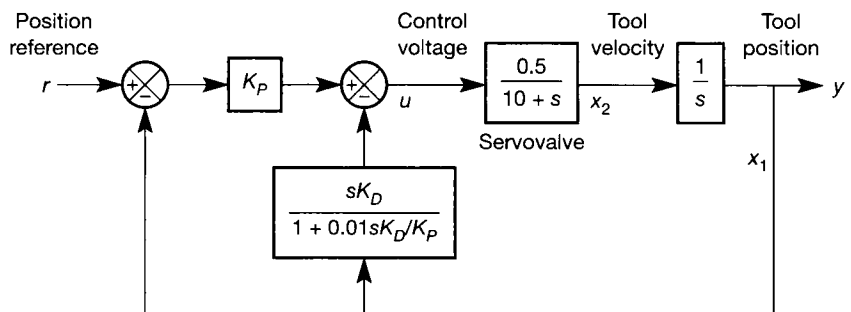 Position
reference
Control
voltage
Tool
velocity
Tool
position
r
+
−
K_P
+
−
u
0.5
10 + s
x_2
1
s
y
Servovalve
x_1
sK_D
1 + 0.01sK_D/K_P